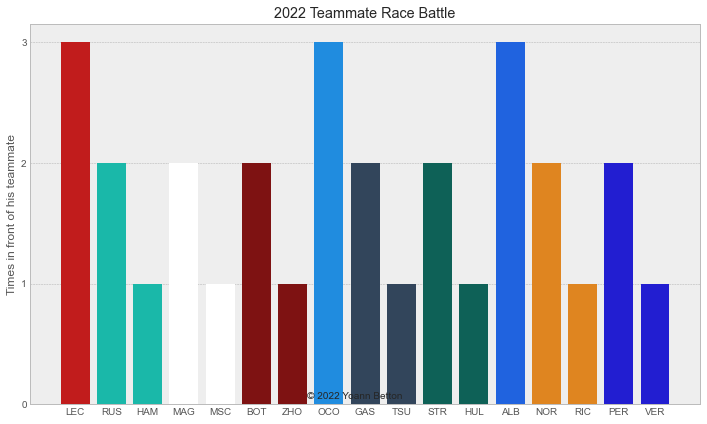 2022 Teammate Race Battle
Times in front of his teammate
3
2
1
0
© 2022 Yoann Betton
LEC RUS HAM MAG MSC BOT ZHO OCO GAS TSU STR HUL ALB NOR RIC PER VER